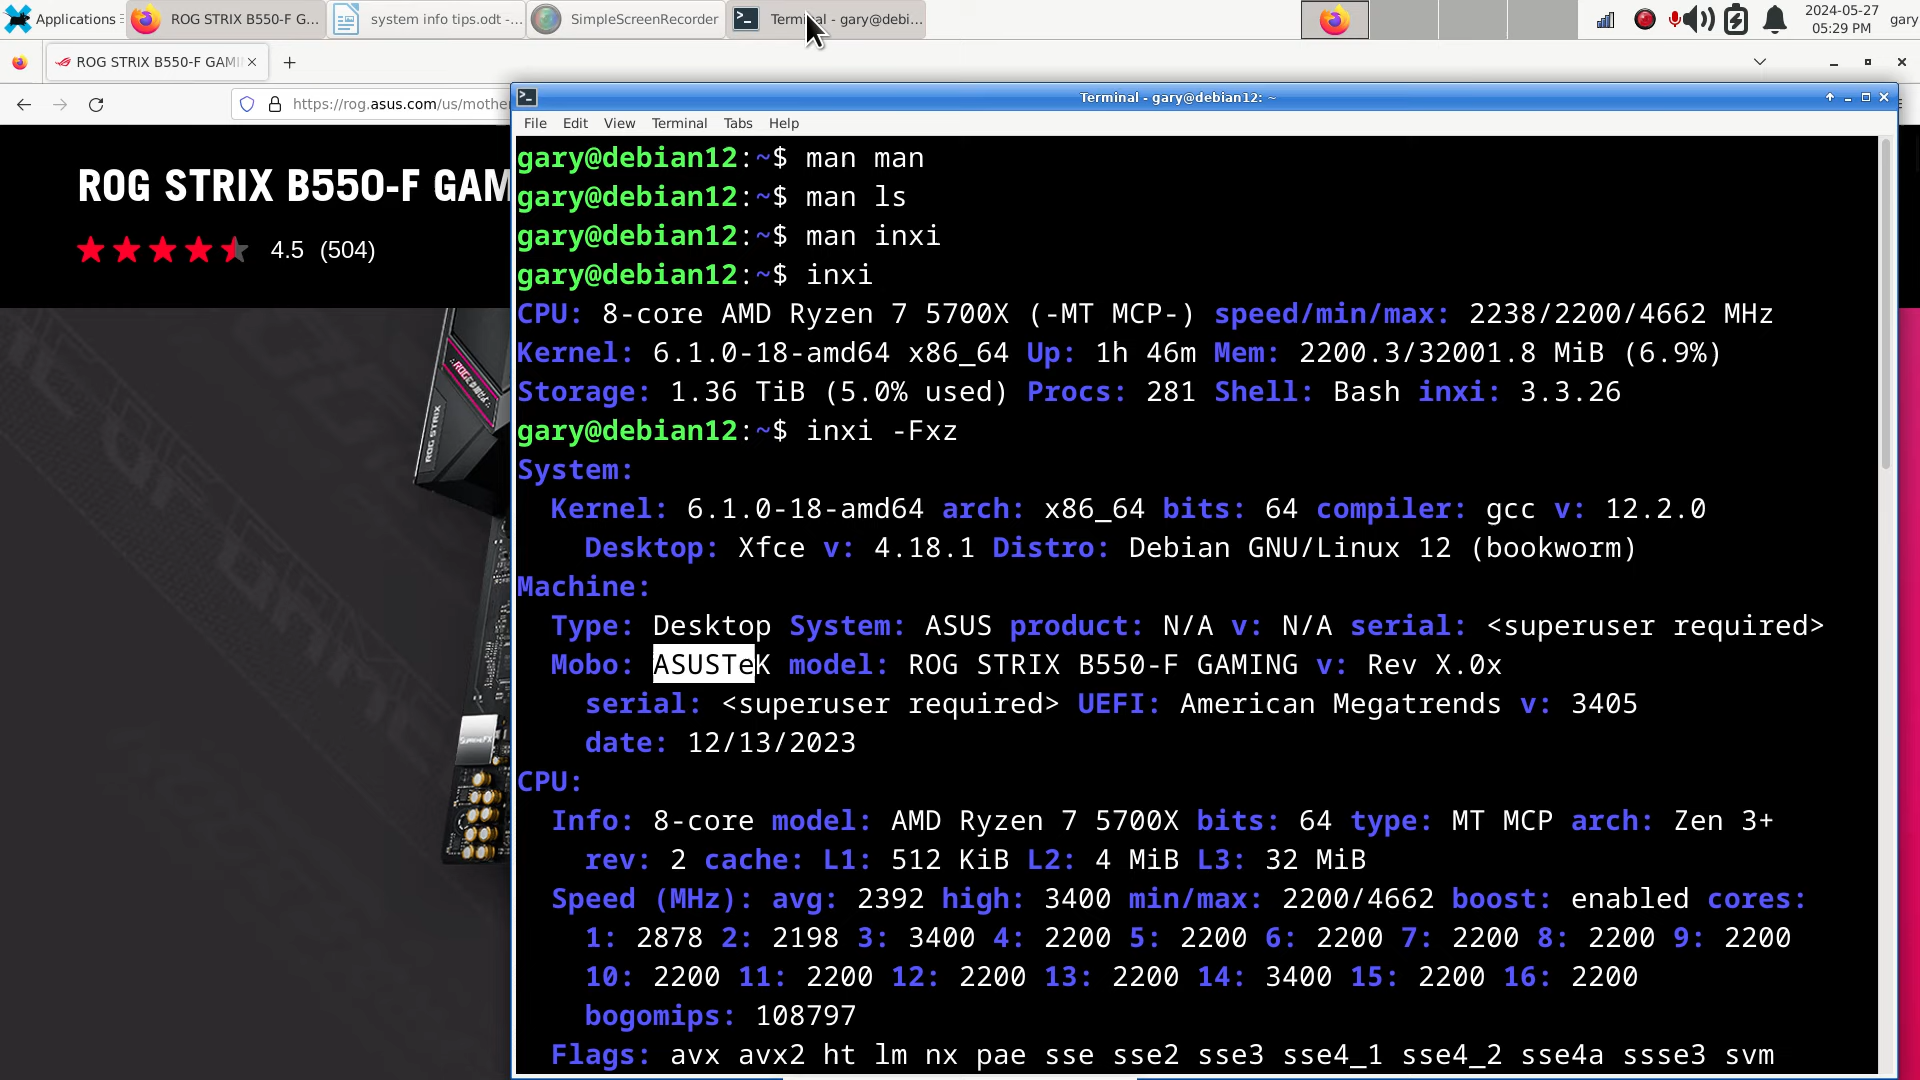 Applications
ROG STRIX B550-F G...
system info tips.odt -...
SimpleScreenRecorder
Terminal - gary@debi...
2024-05-27
05:29 PM
gary
ROG STRIX B550-F GAMI
https://rog.asus.com/us/mothe
Terminal - gary@debian12: ~
File Edit View Terminal Tabs Help
ROG STRIX B550-F GAM
4.5 (504)
ROG STRIX
gary@debian12:~$ man man
gary@debian12:~$ man ls
gary@debian12:~$ man inxi
gary@debian12:~$ inxi
CPU: 8-core AMD Ryzen 7 5700X (-MT MCP-) speed/min/max: 2238/2200/4662 MHz
Kernel: 6.1.0-18-amd64 x86_64 Up: 1h 46m Mem: 2200.3/32001.8 MiB (6.9%)
Storage: 1.36 TiB (5.0% used) Procs: 281 Shell: Bash inxi: 3.3.26
gary@debian12:~$ inxi -Fxz
System:
Kernel: 6.1.0-18-amd64 arch: x86_64 bits: 64 compiler: gcc v: 12.2.0
Desktop: Xfce v: 4.18.1 Distro: Debian GNU/Linux 12 (bookworm)
Machine:
Type: Desktop System: ASUS product: N/A v: N/A serial: <superuser required>
Mobo: ASUSTeK model: ROG STRIX B550-F GAMING v: Rev X.0x
serial: <superuser required> UEFI: American Megatrends v: 3405
date: 12/13/2023
CPU:
Info: 8-core model: AMD Ryzen 7 5700X bits: 64 type: MT MCP arch: Zen 3+
rev: 2 cache: L1: 512 KiB L2: 4 MiB L3: 32 MiB
Speed (MHz): avg: 2392 high: 3400 min/max: 2200/4662 boost: enabled cores:
1: 2878 2: 2198 3: 3400 4: 2200 5: 2200 6: 2200 7: 2200 8: 2200 9: 2200
10: 2200 11: 2200 12: 2200 13: 2200 14: 3400 15: 2200 16: 2200
bogomips: 108797
Flags: avx avx2 ht lm nx pae sse sse2 sse3 sse4_1 sse4_2 sse4a ssse3 svm